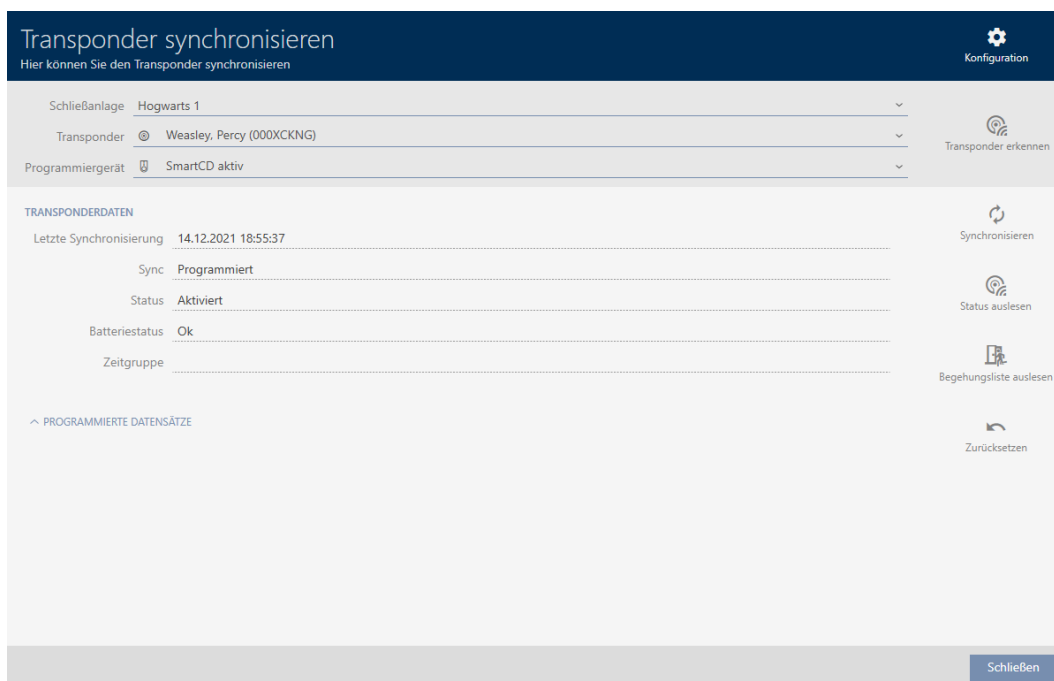 Transponder synchronisieren
Hier können Sie den Transponder synchronisieren
Konfiguration
Schließanlage Hogwarts 1
Transponder Weasley, Percy (000XCKNG)
Programmiergerät SmartCD aktiv
Transponder erkennen
TRANSPONDERDATEN
Letzte Synchronisierung 14.12.2021 18:55:37
Sync Programmiert
Status Aktiviert
Batteriestatus Ok
Zeitgruppe
PROGRAMMIERTE DATENSÄTZE
Synchronisieren
Status auslesen
Begehungsliste auslesen
Zurücksetzen
Schließen